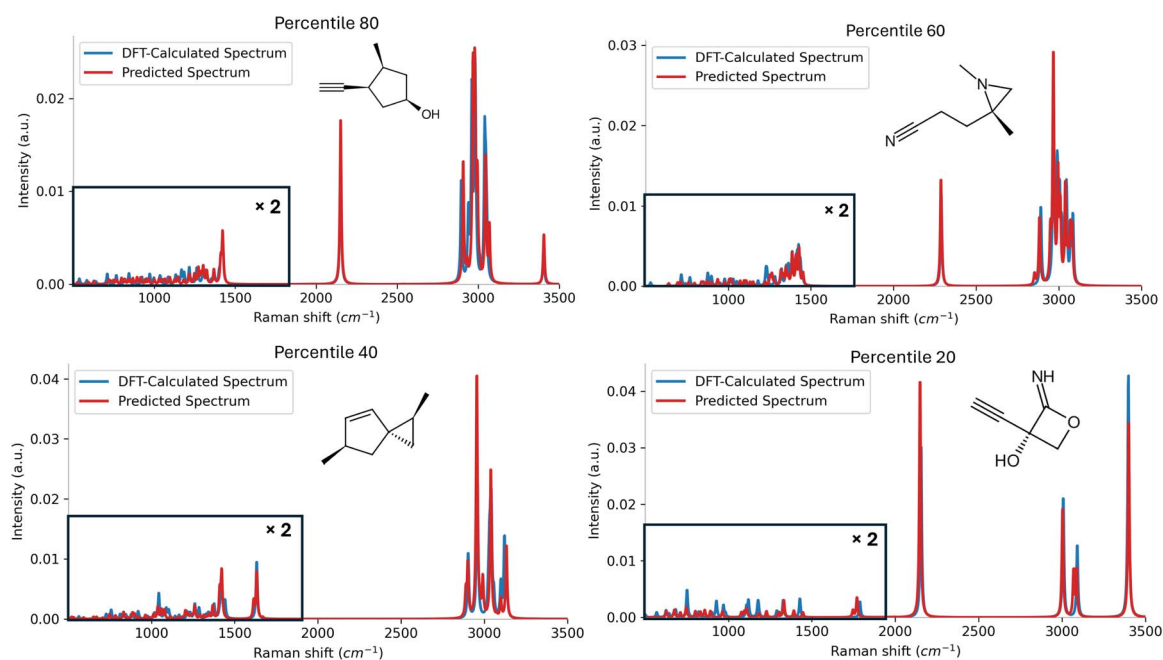 Percentile 80
DFT-Calculated Spectrum
Predicted Spectrum
OH
× 2
Intensity (a.u.)
0.02
0.01
0.00
1000 1500 2000 2500 3000 3500
Raman shift (cm⁻¹)
Percentile 60
DFT-Calculated Spectrum
Predicted Spectrum
N
N
× 2
Intensity (a.u.)
0.03
0.02
0.01
0.00
1000 1500 2000 2500 3000 3500
Raman shift (cm⁻¹)
Percentile 40
DFT-Calculated Spectrum
Predicted Spectrum
× 2
Intensity (a.u.)
0.04
0.03
0.02
0.01
0.00
1000 1500 2000 2500 3000 3500
Raman shift (cm⁻¹)
Percentile 20
DFT-Calculated Spectrum
Predicted Spectrum
NH
O
HO
× 2
Intensity (a.u.)
0.04
0.03
0.02
0.01
0.00
1000 1500 2000 2500 3000 3500
Raman shift (cm⁻¹)